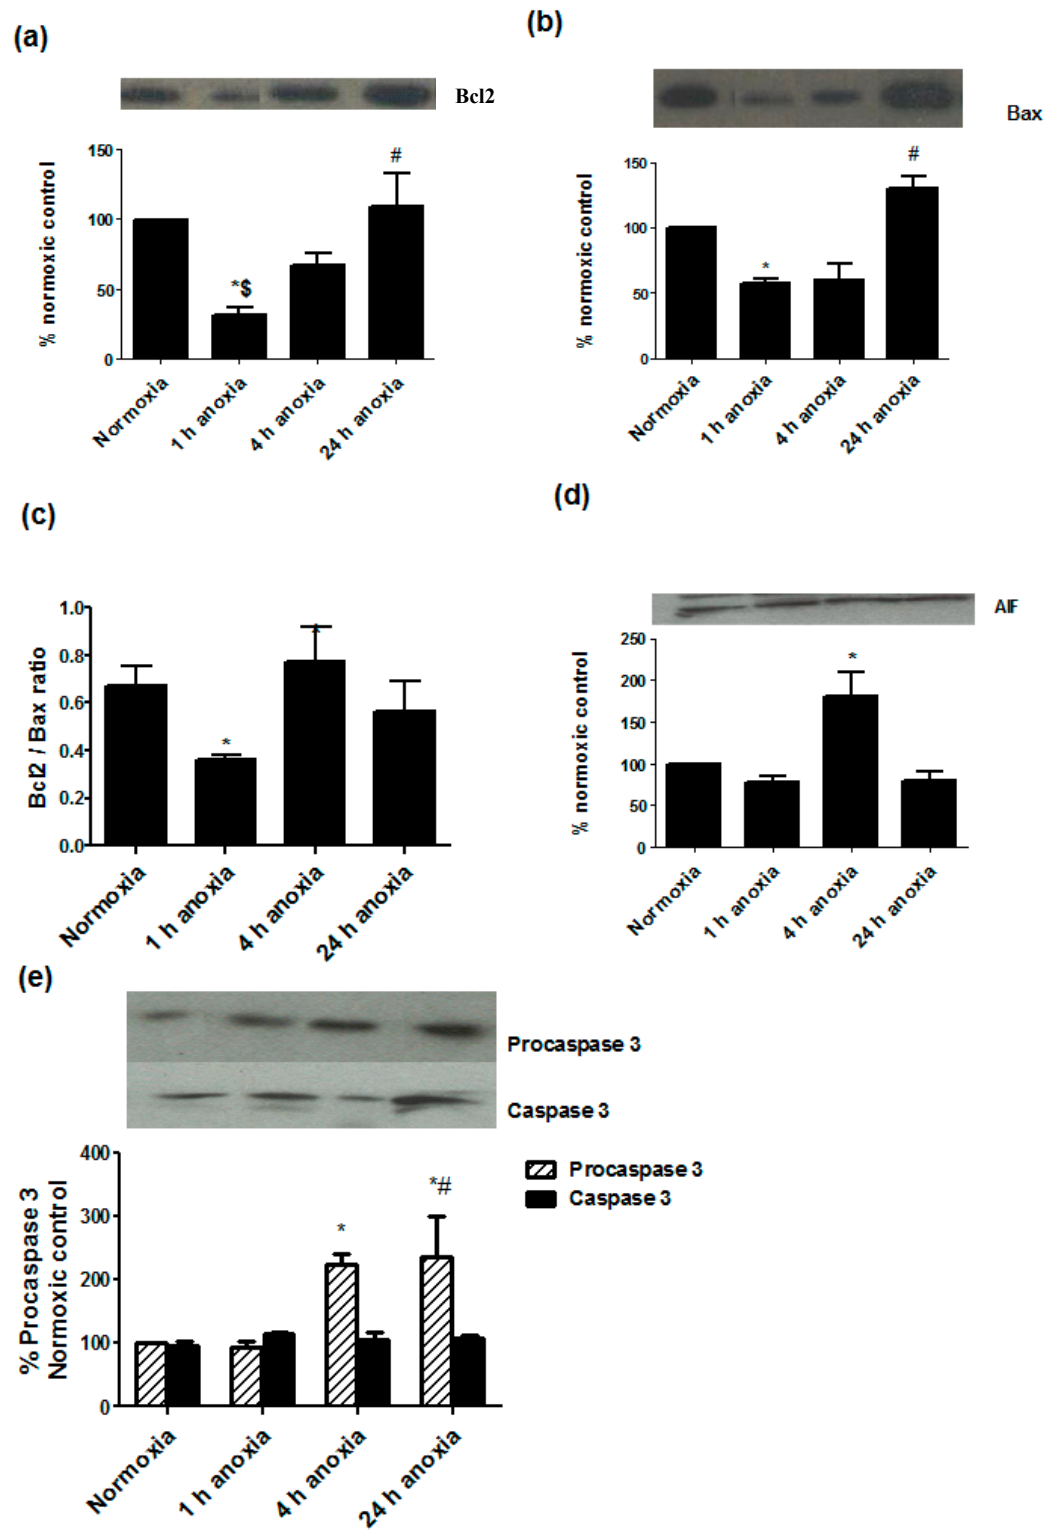 (a)
Bcl2
% normoxic control
150
100
50
0
*$
#
Normoxia
1 h anoxia
4 h anoxia
24 h anoxia
(b)
Bax
% normoxic control
150
100
50
0
*
#
Normoxia
1 h anoxia
4 h anoxia
24 h anoxia
(c)
Bcl2 / Bax ratio
1.0
0.8
0.6
0.4
0.2
0.0
*
*
Normoxia
1 h anoxia
4 h anoxia
24 h anoxia
(d)
AIF
% normoxic control
250
200
150
100
50
0
*
Normoxia
1 h anoxia
4 h anoxia
24 h anoxia
(e)
Procaspase 3
Caspase 3
% Procaspase 3
Normoxic control
400
300
200
100
0
*
*#
Procaspase 3
Caspase 3
Normoxia
1 h anoxia
4 h anoxia
24 h anoxia